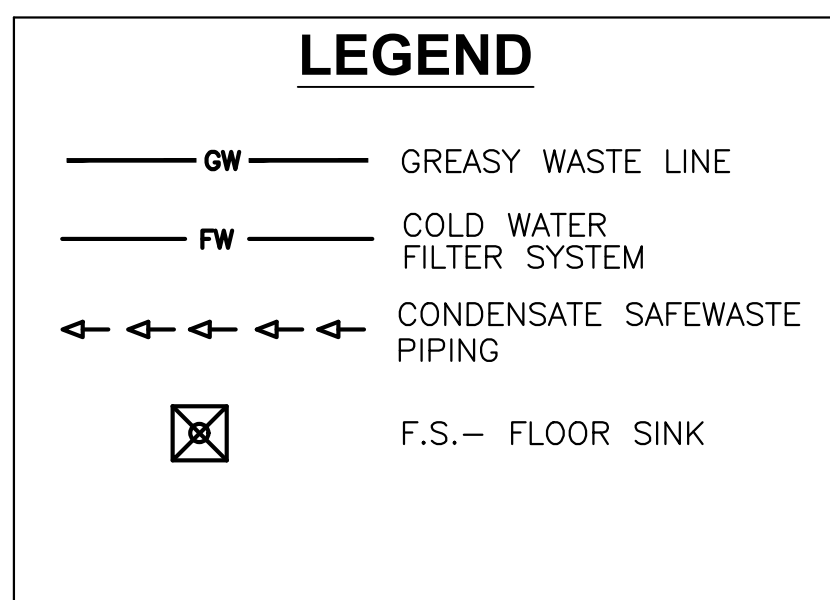 LEGEND
GW GREASY WASTE LINE
FW COLD WATER
FILTER SYSTEM
CONDENSATE SAFEWASTE
PIPING
F.S.– FLOOR SINK